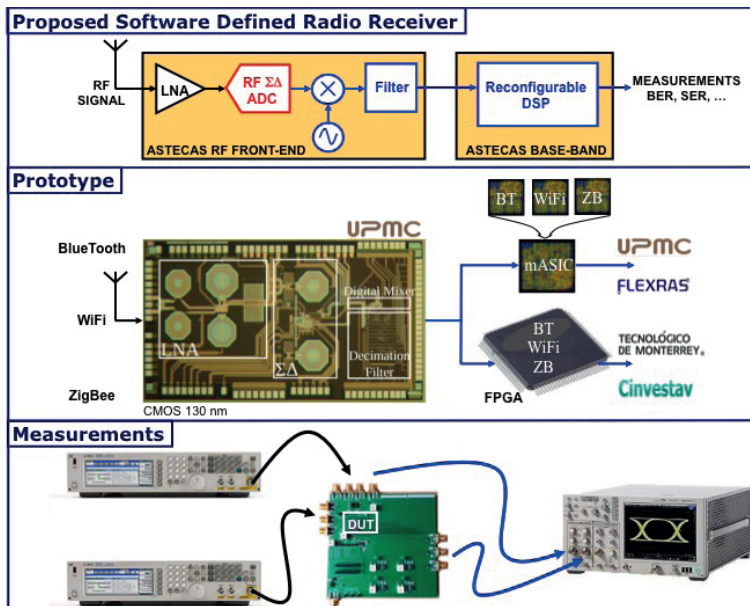 Proposed Software Defined Radio Receiver
RF
SIGNAL
LNA
RF ΣΔ
ADC
Filter
ASTECAS RF FRONT-END
Reconfigurable
DSP
ASTECAS BASE-BAND
MEASUREMENTS
BER, SER, ...
Prototype
BlueTooth
WiFi
ZigBee
UPMC
LNA
ΣΔ
Digital Mixer
Decimation
Filter
CMOS 130 nm
BT
WiFi
ZB
mASIC
UPMC
FLEXRAS
BT
WiFi
ZB
FPGA
TECNOLÓGICO
DE MONTERREY®
Cinvestav
Measurements
DUT